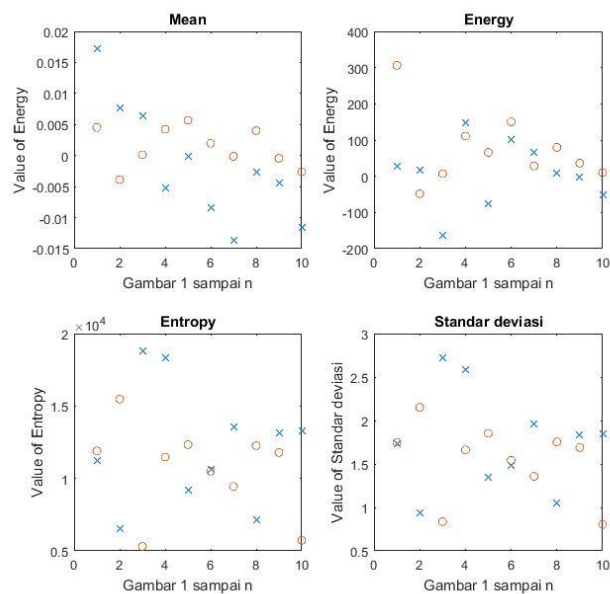 Mean
Value of Energy
0.02
0.015
0.01
0.005
0
-0.005
-0.01
-0.015
0 2 4 6 8 10
Gambar 1 sampai n
Energy
Value of Energy
400
300
200
100
0
-100
-200
0 2 4 6 8 10
Gambar 1 sampai n
Entropy
×10⁴
Value of Entropy
2
1.5
1
0.5
0 2 4 6 8 10
Gambar 1 sampai n
Standar deviasi
Value of Standar deviasi
3
2.5
2
1.5
1
0.5
0 2 4 6 8 10
Gambar 1 sampai n